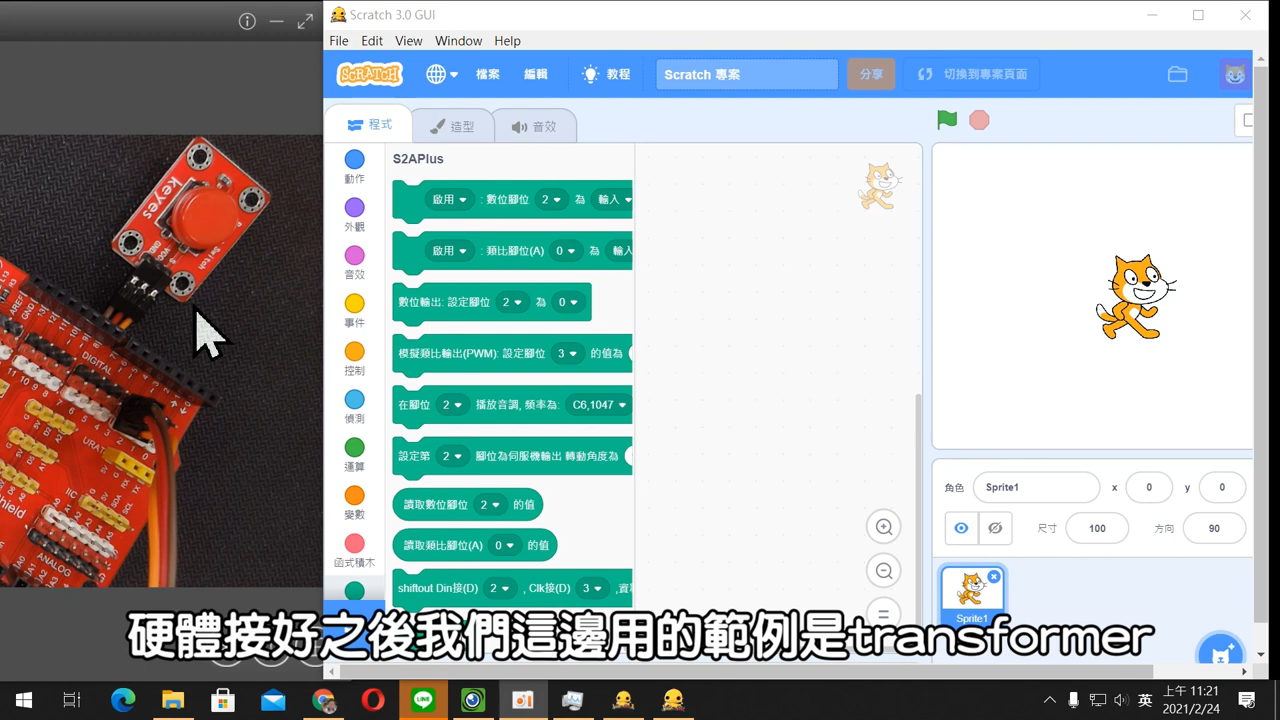 Scratch 3.0 GUI
File Edit View Window Help
SCRATCH 檔案 編輯 教程 Scratch 專案 分享 切換到專案頁面
程式 造型 音效
動作
外觀
音效
事件
控制
偵測
運算
變數
函式積木
S2APlus
啟用 : 數位腳位 2 為 輸入
啟用 : 類比腳位(A) 0 為 輸入
數位輸出: 設定腳位 2 為 0
模擬類比輸出(PWM): 設定腳位 3 的值為
在腳位 2 播放音調, 頻率為: C6,1047
設定第 2 腳位為伺服機輸出 轉動角度為
讀取數位腳位 2 的值
讀取類比腳位(A) 0 的值
shiftout Din接(D) 2 , Clk接(D) 3
角色 Sprite1 x 0 y 0
尺寸 100 方向 90
Sprite1
keyes
Switch
GND
DIGITAL
URAT
IIC
ANALOG
硬體接好之後我們這邊用的範例是transformer
LINE
英
上午 11:21
2021/2/24